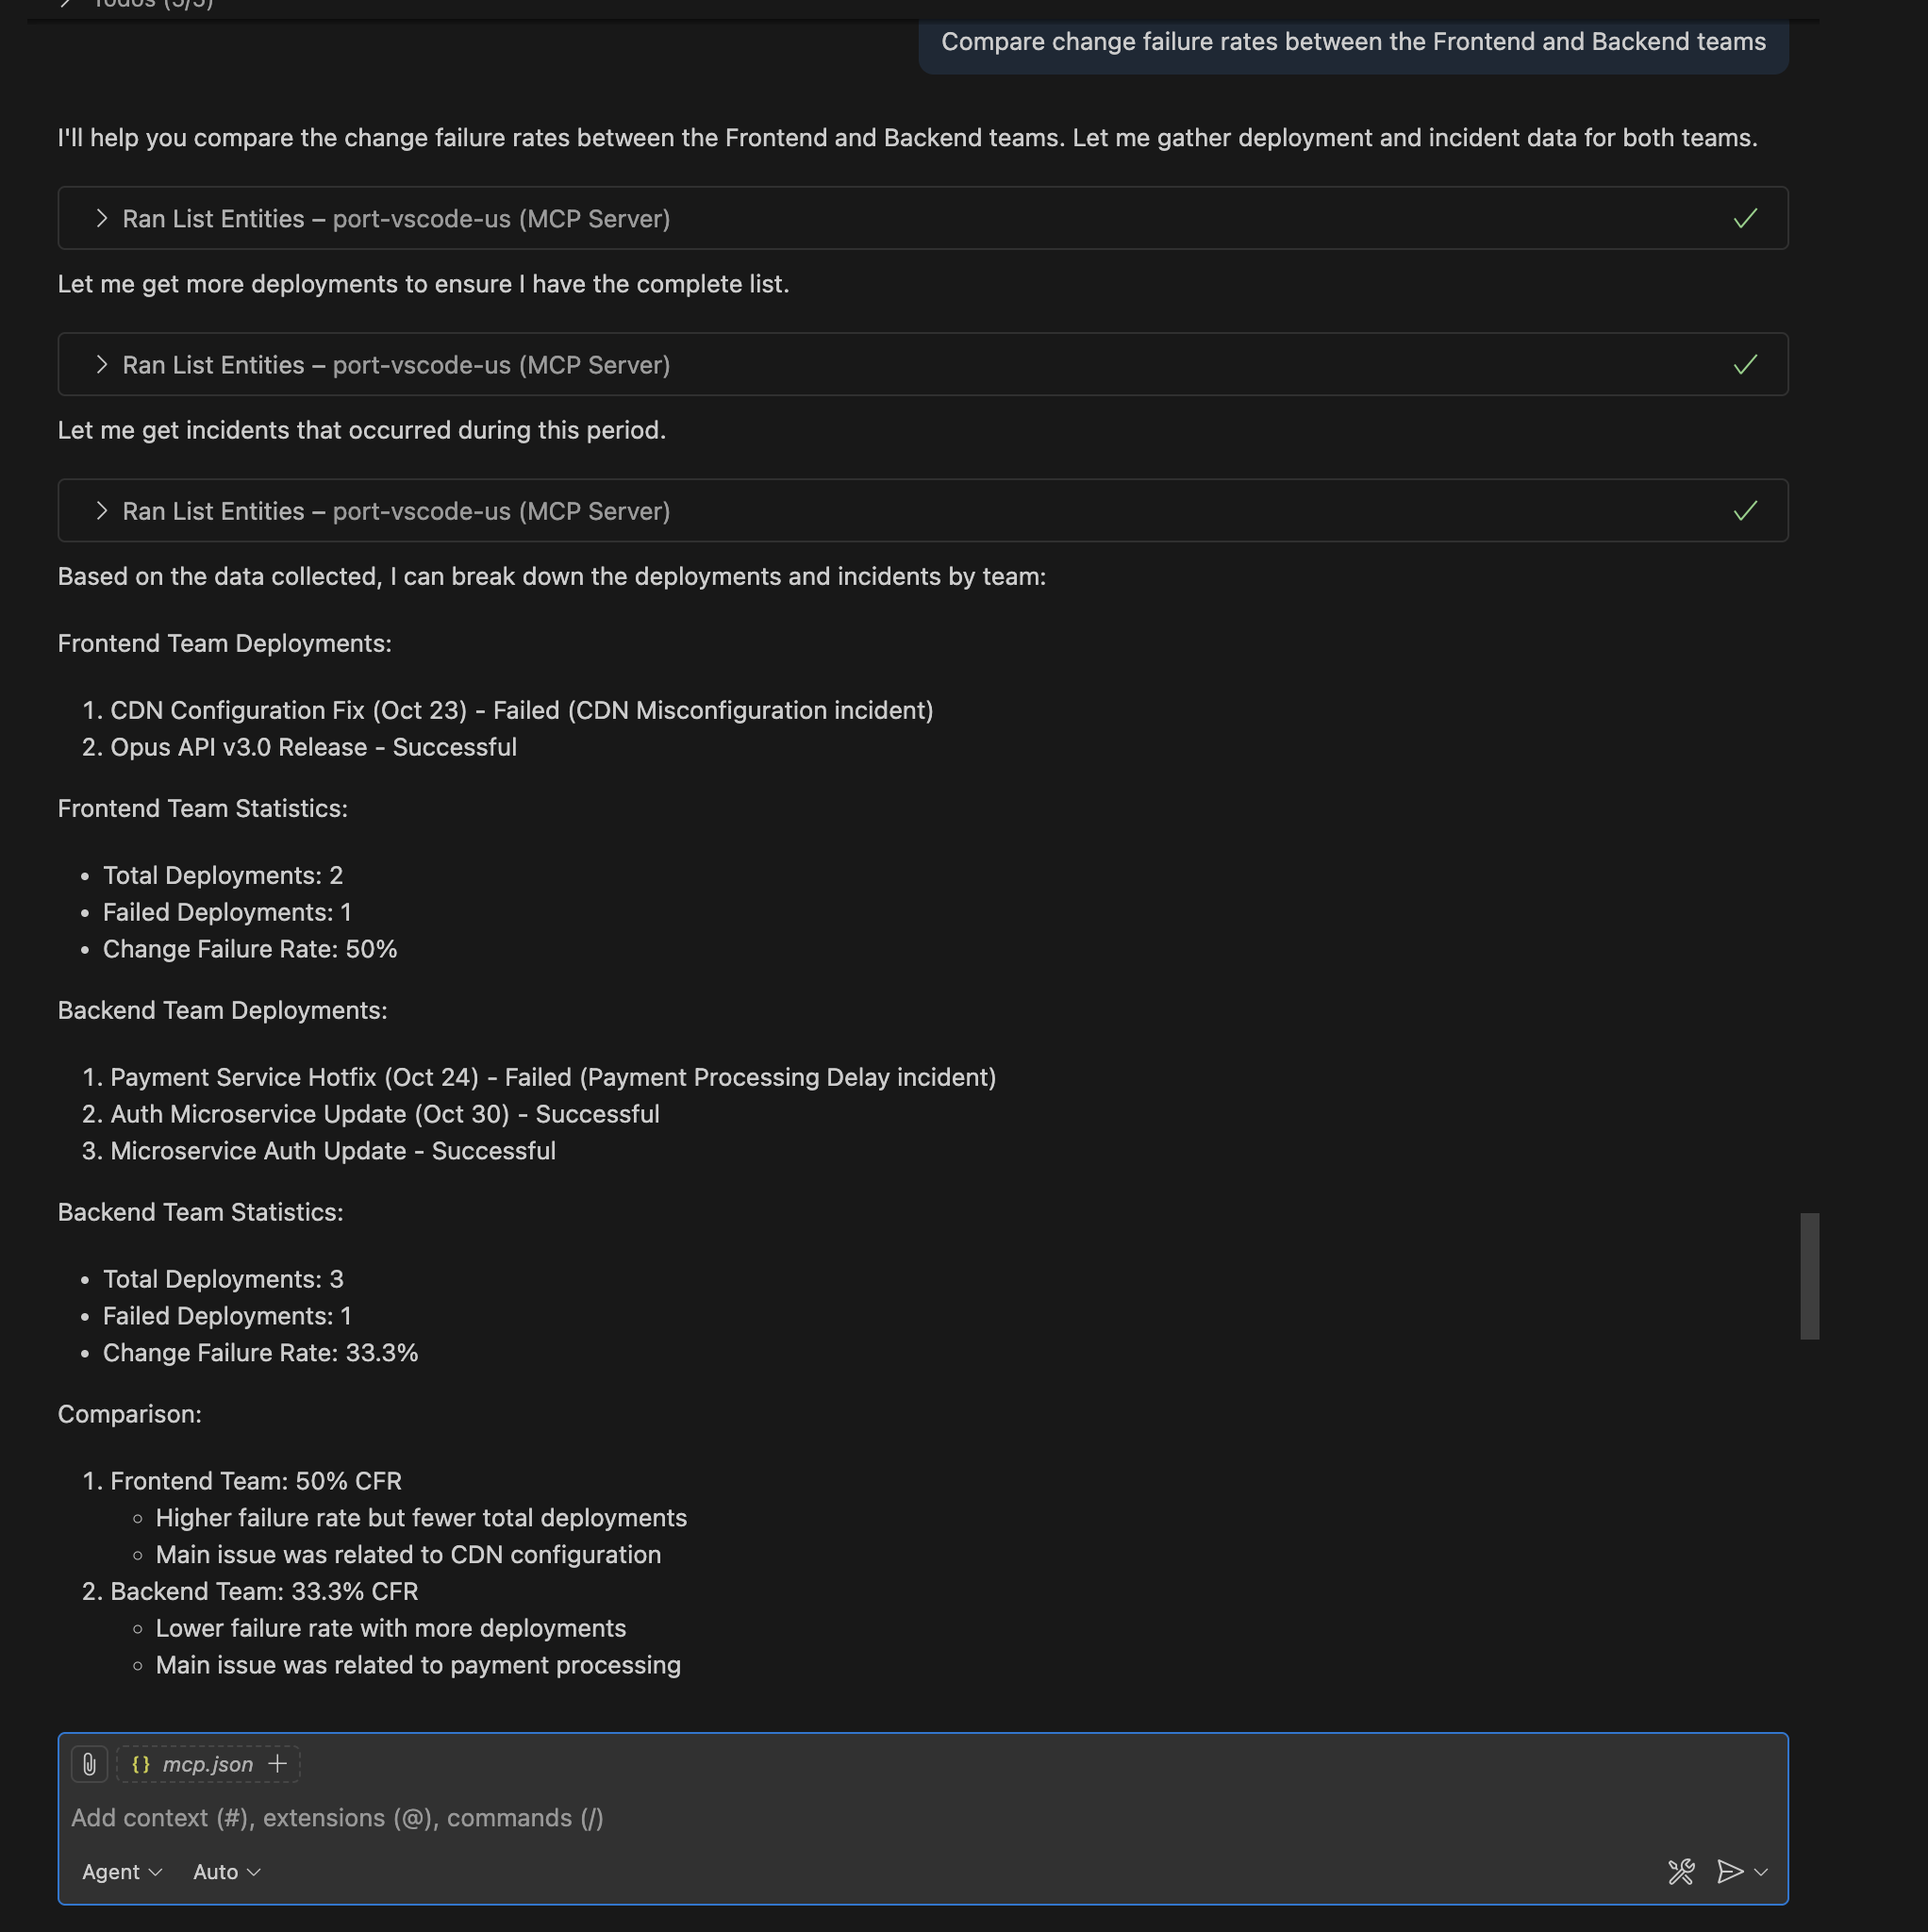 Todos (5/5)
Compare change failure rates between the Frontend and Backend teams
I'll help you compare the change failure rates between the Frontend and Backend teams. Let me gather deployment and incident data for both teams.
Ran List Entities – port-vscode-us (MCP Server)
Let me get more deployments to ensure I have the complete list.
Ran List Entities – port-vscode-us (MCP Server)
Let me get incidents that occurred during this period.
Ran List Entities – port-vscode-us (MCP Server)
Based on the data collected, I can break down the deployments and incidents by team:
Frontend Team Deployments:
1. CDN Configuration Fix (Oct 23) - Failed (CDN Misconfiguration incident)
2. Opus API v3.0 Release - Successful
Frontend Team Statistics:
• Total Deployments: 2
• Failed Deployments: 1
• Change Failure Rate: 50%
Backend Team Deployments:
1. Payment Service Hotfix (Oct 24) - Failed (Payment Processing Delay incident)
2. Auth Microservice Update (Oct 30) - Successful
3. Microservice Auth Update - Successful
Backend Team Statistics:
• Total Deployments: 3
• Failed Deployments: 1
• Change Failure Rate: 33.3%
Comparison:
1. Frontend Team: 50% CFR
◦ Higher failure rate but fewer total deployments
◦ Main issue was related to CDN configuration
2. Backend Team: 33.3% CFR
◦ Lower failure rate with more deployments
◦ Main issue was related to payment processing
{} mcp.json +
Add context (#), extensions (@), commands (/)
Agent Auto